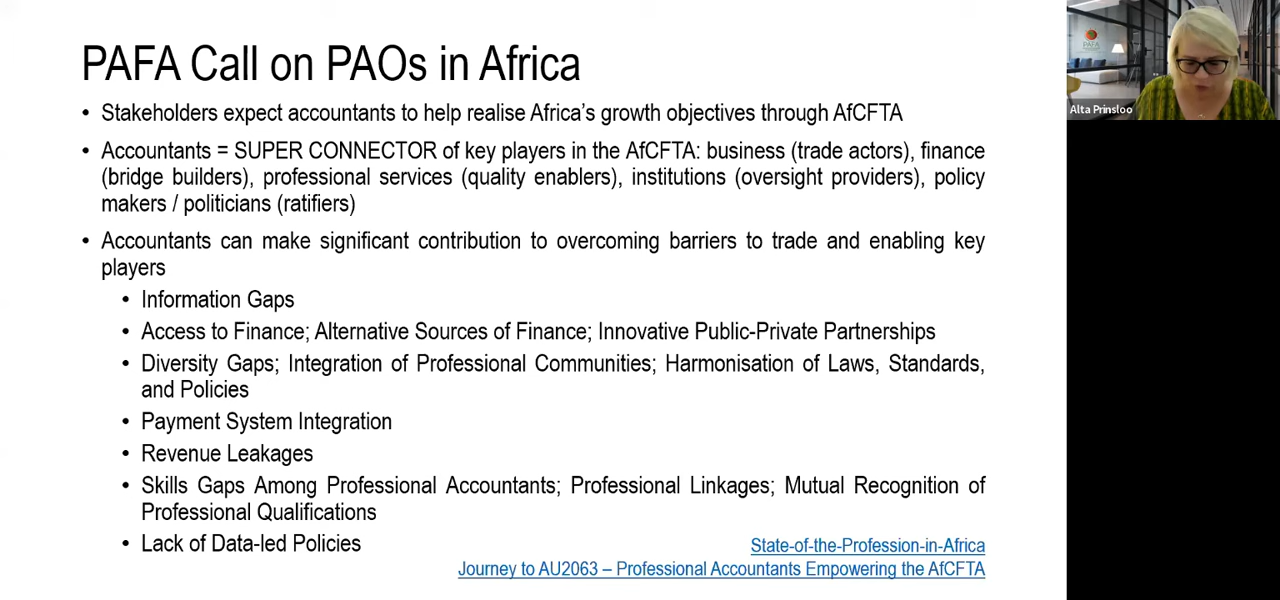 PAFA Call on PAOs in Africa
• Stakeholders expect accountants to help realise Africa's growth objectives through AfCFTA
• Accountants = SUPER CONNECTOR of key players in the AfCFTA: business (trade actors), finance
(bridge builders), professional services (quality enablers), institutions (oversight providers), policy
makers / politicians (ratifiers)
• Accountants can make significant contribution to overcoming barriers to trade and enabling key
players
• Information Gaps
• Access to Finance; Alternative Sources of Finance; Innovative Public-Private Partnerships
• Diversity Gaps; Integration of Professional Communities; Harmonisation of Laws, Standards,
and Policies
• Payment System Integration
• Revenue Leakages
• Skills Gaps Among Professional Accountants; Professional Linkages; Mutual Recognition of
Professional Qualifications
• Lack of Data-led Policies
State-of-the-Profession-in-Africa
Journey to AU2063 – Professional Accountants Empowering the AfCFTA
PAFA
Alta Prinsloo